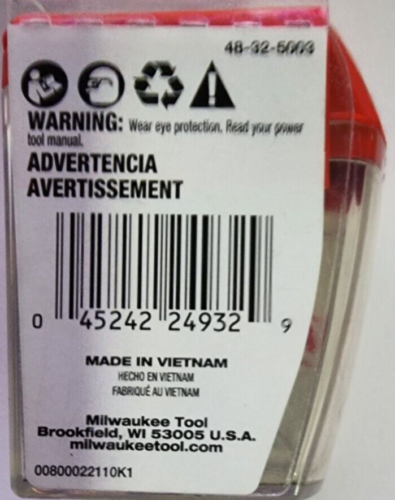 48-32-5003
WARNING: Wear eye protection. Read your power
tool manual.
ADVERTENCIA
AVERTISSEMENT
0 45242 24932 9
MADE IN VIETNAM
HECHO EN VIETNAM
FABRIQUÉ AU VIETNAM
Milwaukee Tool
Brookfield, WI 53005 U.S.A.
milwaukeetool.com
00800022110K1